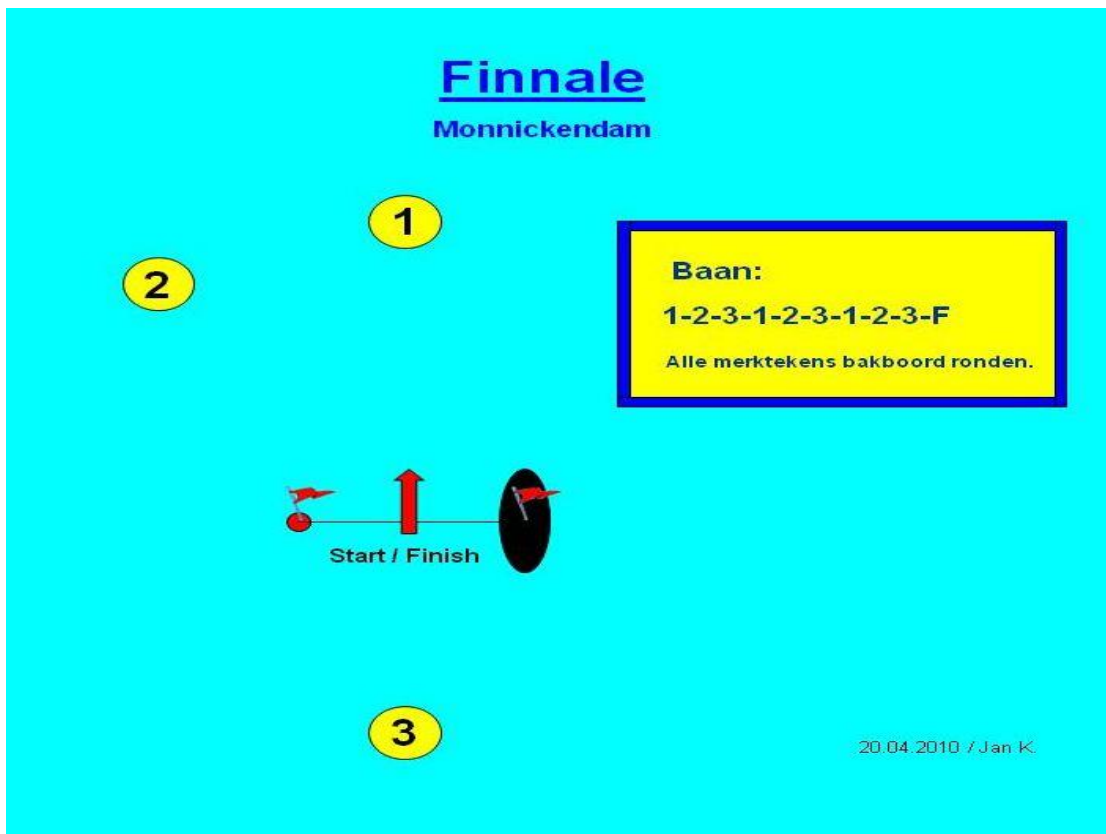 Finnale
Monnickendam
1
2
Baan:
1-2-3-1-2-3-1-2-3-F
Alle merktekens bakboord ronden.
Start / Finish
3
20.04.2010 / Jan K.